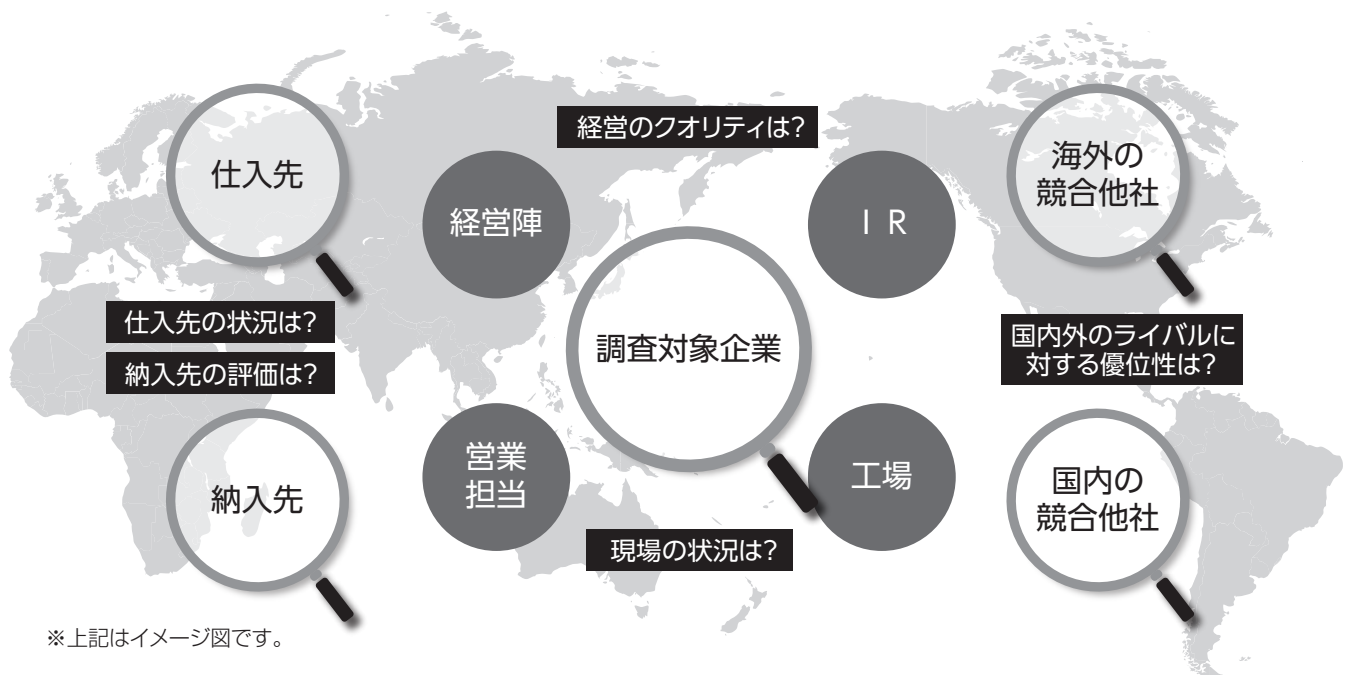 経営のクオリティは?
仕入先
経営陣
I R
海外の
競合他社
仕入先の状況は?
納入先の評価は?
調査対象企業
国内外のライバルに
対する優位性は?
納入先
営業
担当
工場
国内の
競合他社
現場の状況は?
※上記はイメージ図です。